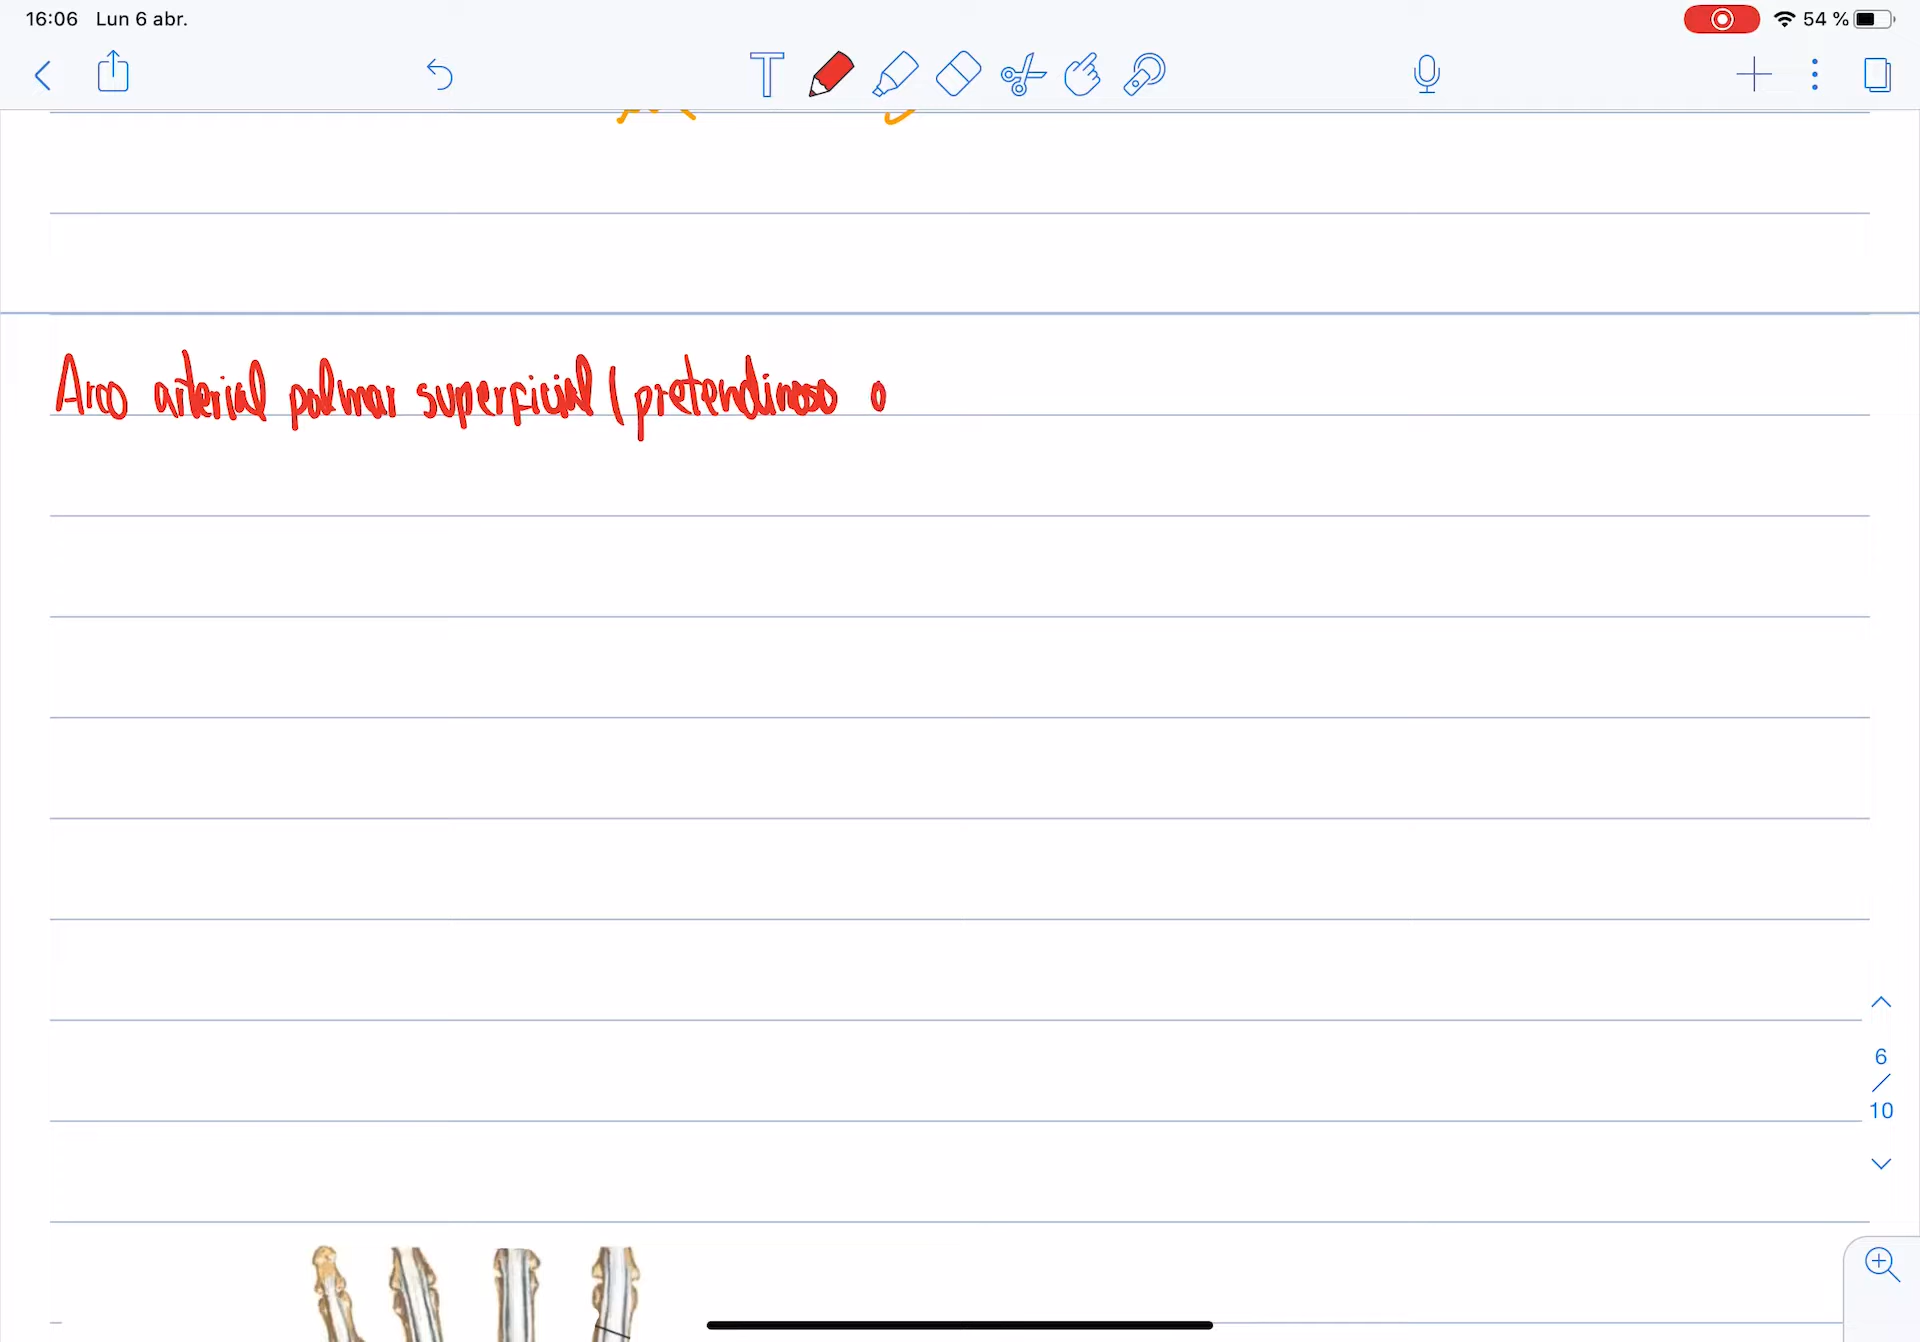 16:06 Lun 6 abr. 54 %
T
Arco arterial palmar superficial ( pretendinoso o
6
/
10